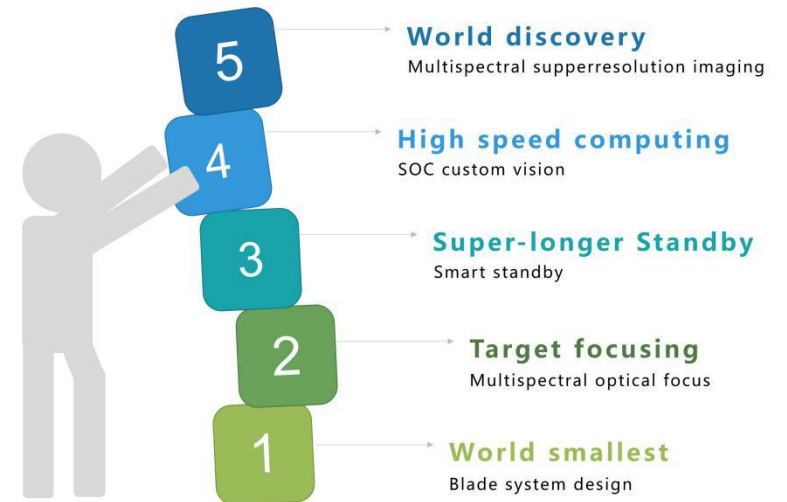 5
World discovery
Multispectral supperresolution imaging
4
High speed computing
SOC custom vision
3
Super-longer Standby
Smart standby
2
Target focusing
Multispectral optical focus
1
World smallest
Blade system design